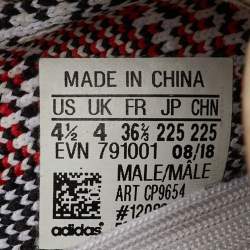 MADE IN CHINA
US UK FR JP CHN
4½ 4 36⅔ 225 225
EVN 791001 08/18
MALE/MÂLE
ART CP9654
adidas